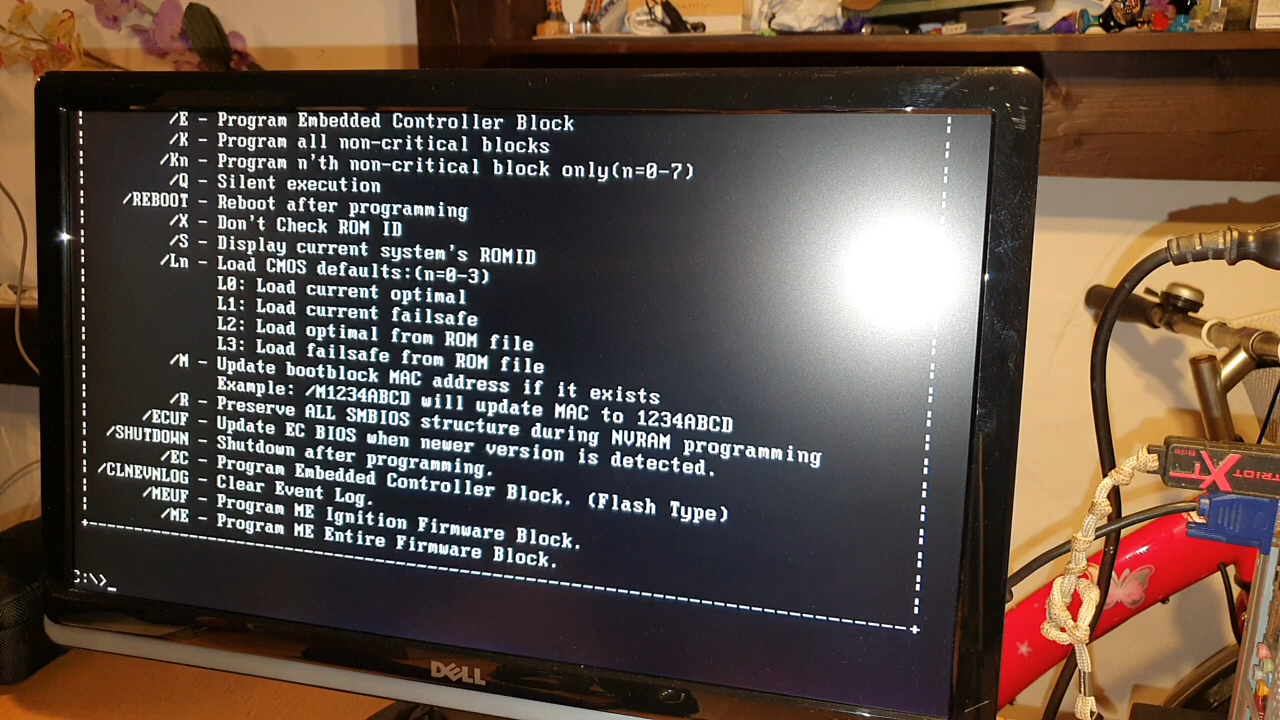 /E - Program Embedded Controller Block
/K - Program all non-critical blocks
/Kn - Program n'th non-critical block only(n=0-7)
/Q - Silent execution
/REBOOT - Reboot after programming
/X - Don't Check ROM ID
/S - Display current system's ROMID
/Ln - Load CMOS defaults:(n=0-3)
L0: Load current optimal
L1: Load current failsafe
L2: Load optimal from ROM file
L3: Load failsafe from ROM file
/M - Update bootblock MAC address if it exists
Example: /M1234ABCD will update MAC to 1234ABCD
/R - Preserve ALL SMBIOS structure during NVRAM programming
/ECUF - Update EC BIOS when newer version is detected.
/SHUTDOWN - Shutdown after programming.
/EC - Program Embedded Controller Block. (Flash Type)
/CLNEVNLOG - Clear Event Log.
/MEUF - Program ME Ignition Firmware Block.
/ME - Program ME Entire Firmware Block.
C:\>_
DELL
XT